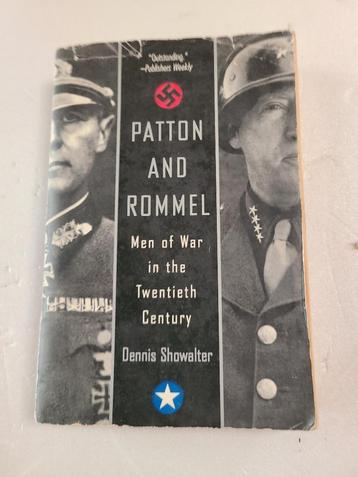 "Outstanding."
—Publishers Weekly
PATTON
AND
ROMMEL
Men of War
in the
Twentieth
Century
Dennis Showalter